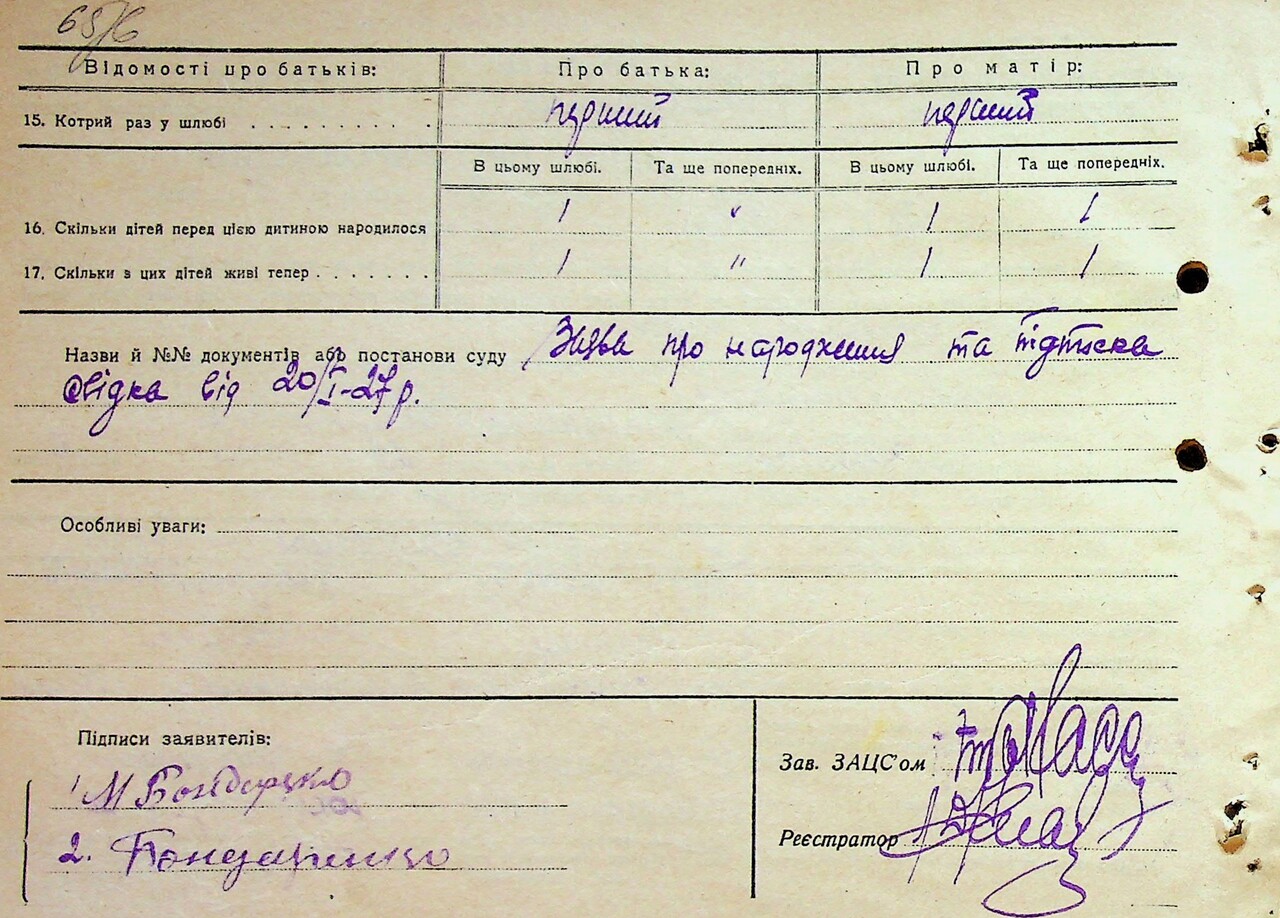 Відомості про батьків: Про батька: Про матір:
15. Котрий раз у шлюбі . . . . . . . . . перший перший
В цьому шлюбі. Та ще попередніх. В цьому шлюбі. Та ще попередніх.
16. Скільки дітей перед цією дитиною народилося 1 " 1 1
17. Скільки з цих дітей живі тепер . . . . . . . 1 " 1 1
Назви й №№ документів або постанови суду Заява про народження та підписка
свідка від 20/I-27 р.
Особливі уваги:
Підписи заявителів:
1 М Бондаренко
2. Бондаренко
Зав. ЗАЦС'ом
Реєстратор